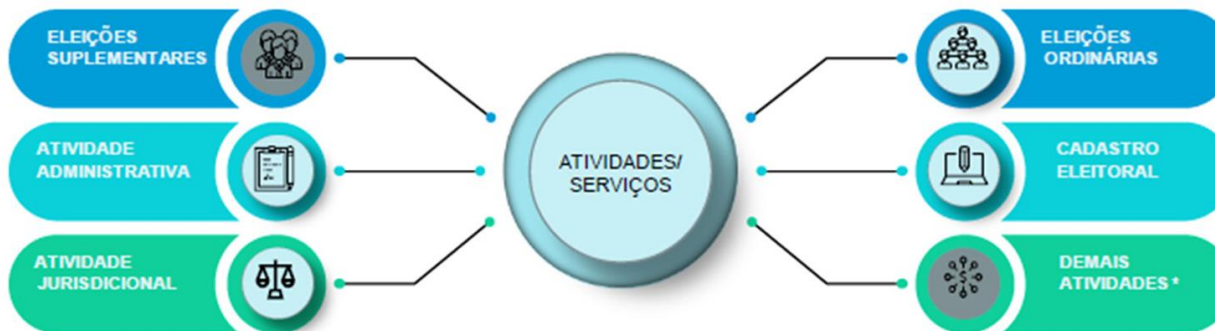 ELEIÇÕES
SUPLEMENTARES
ATIVIDADE
ADMINISTRATIVA
ATIVIDADE
JURISDICIONAL
ATIVIDADES/
SERVIÇOS
ELEIÇÕES
ORDINÁRIAS
CADASTRO
ELEITORAL
DEMAIS
ATIVIDADES *
$